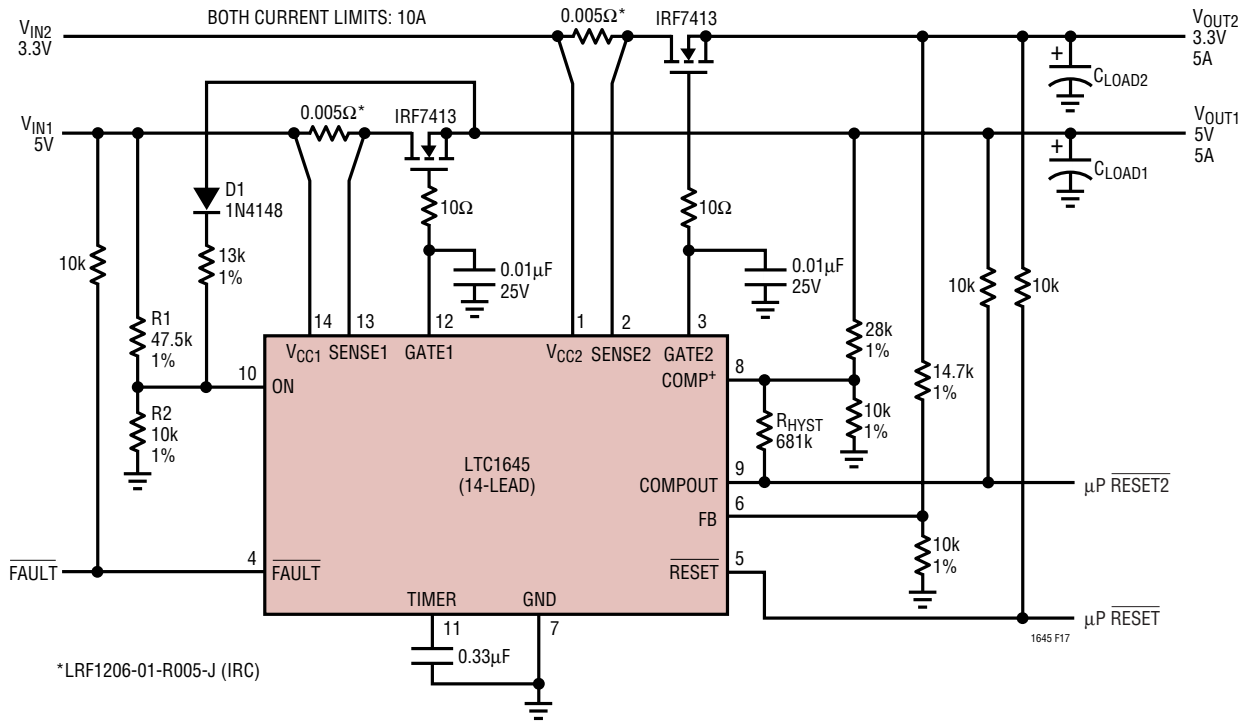 BOTH CURRENT LIMITS: 10A
0.005Ω*
IRF7413
VIN2
3.3V
VOUT2
3.3V
5A
+
CLOAD2
0.005Ω*
IRF7413
VIN1
5V
VOUT1
5V
5A
+
CLOAD1
D1
1N4148
10Ω
10Ω
10k
13k
1%
0.01µF
25V
0.01µF
25V
10k
10k
R1
47.5k
1%
28k
1%
14.7k
1%
14
13
12
1
2
3
VCC1
SENSE1
GATE1
VCC2
SENSE2
GATE2
10
ON
8
COMP+
R2
10k
1%
RHYST
681k
10k
1%
LTC1645
(14-LEAD)
9
COMPOUT
µP RESET2
6
FB
10k
1%
FAULT
4
FAULT
5
RESET
TIMER
GND
11
7
µP RESET
1645 F17
0.33µF
*LRF1206-01-R005-J (IRC)